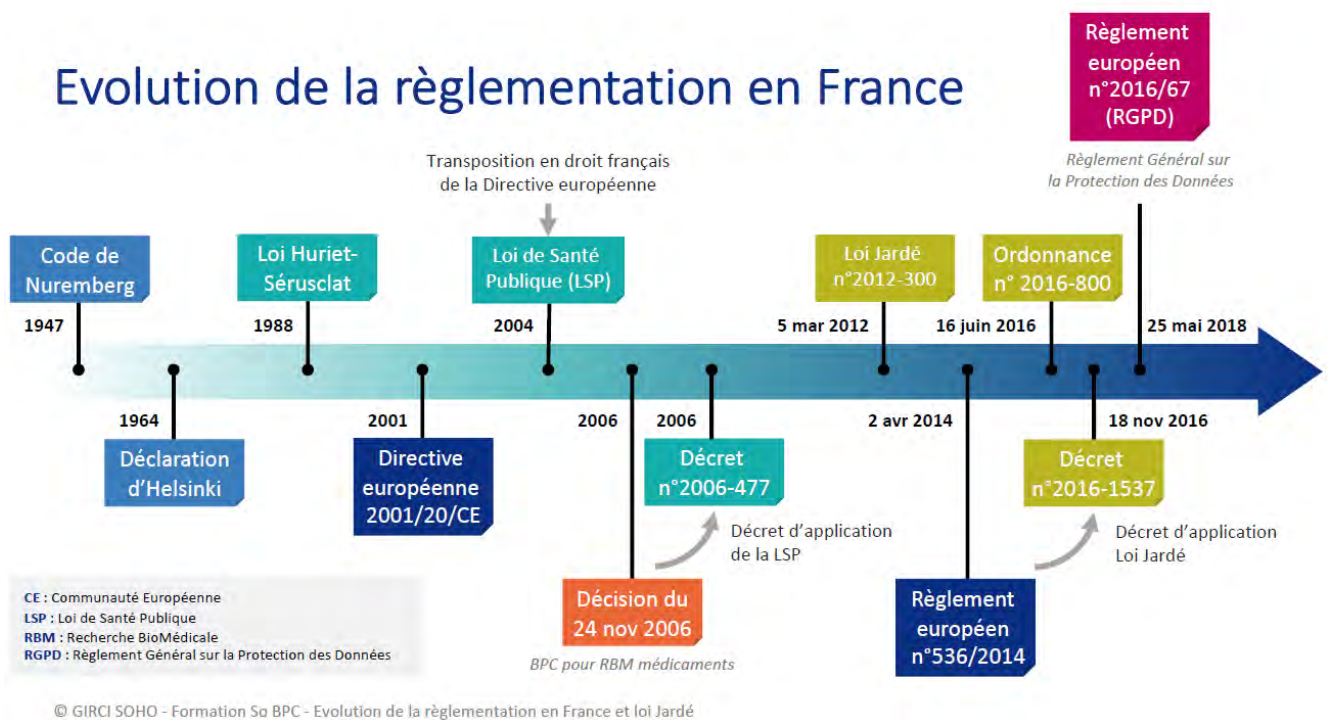 Evolution de la règlementation en France
Règlement
européen
n°2016/67
(RGPD)
Règlement Général sur
la Protection des Données
Transposition en droit français
de la Directive européenne
Code de
Nuremberg
Loi Huriet-
Sérusclat
Loi de Santé
Publique (LSP)
Loi Jardé
n°2012-300
Ordonnance
n° 2016-800
1947
1988
2004
5 mar 2012
16 juin 2016
25 mai 2018
1964
2001
2006
2006
2 avr 2014
18 nov 2016
Déclaration
d'Helsinki
Directive
européenne
2001/20/CE
Décret
n°2006-477
Décret
n°2016-1537
Décret d'application
de la LSP
Décret d'application
Loi Jardé
Décision du
24 nov 2006
BPC pour RBM médicaments
Règlement
européen
n°536/2014
CE : Communauté Européenne
LSP : Loi de Santé Publique
RBM : Recherche BioMédicale
RGPD : Règlement Général sur la Protection des Données
© GIRCI SOHO - Formation Sq BPC - Evolution de la règlementation en France et loi Jardé